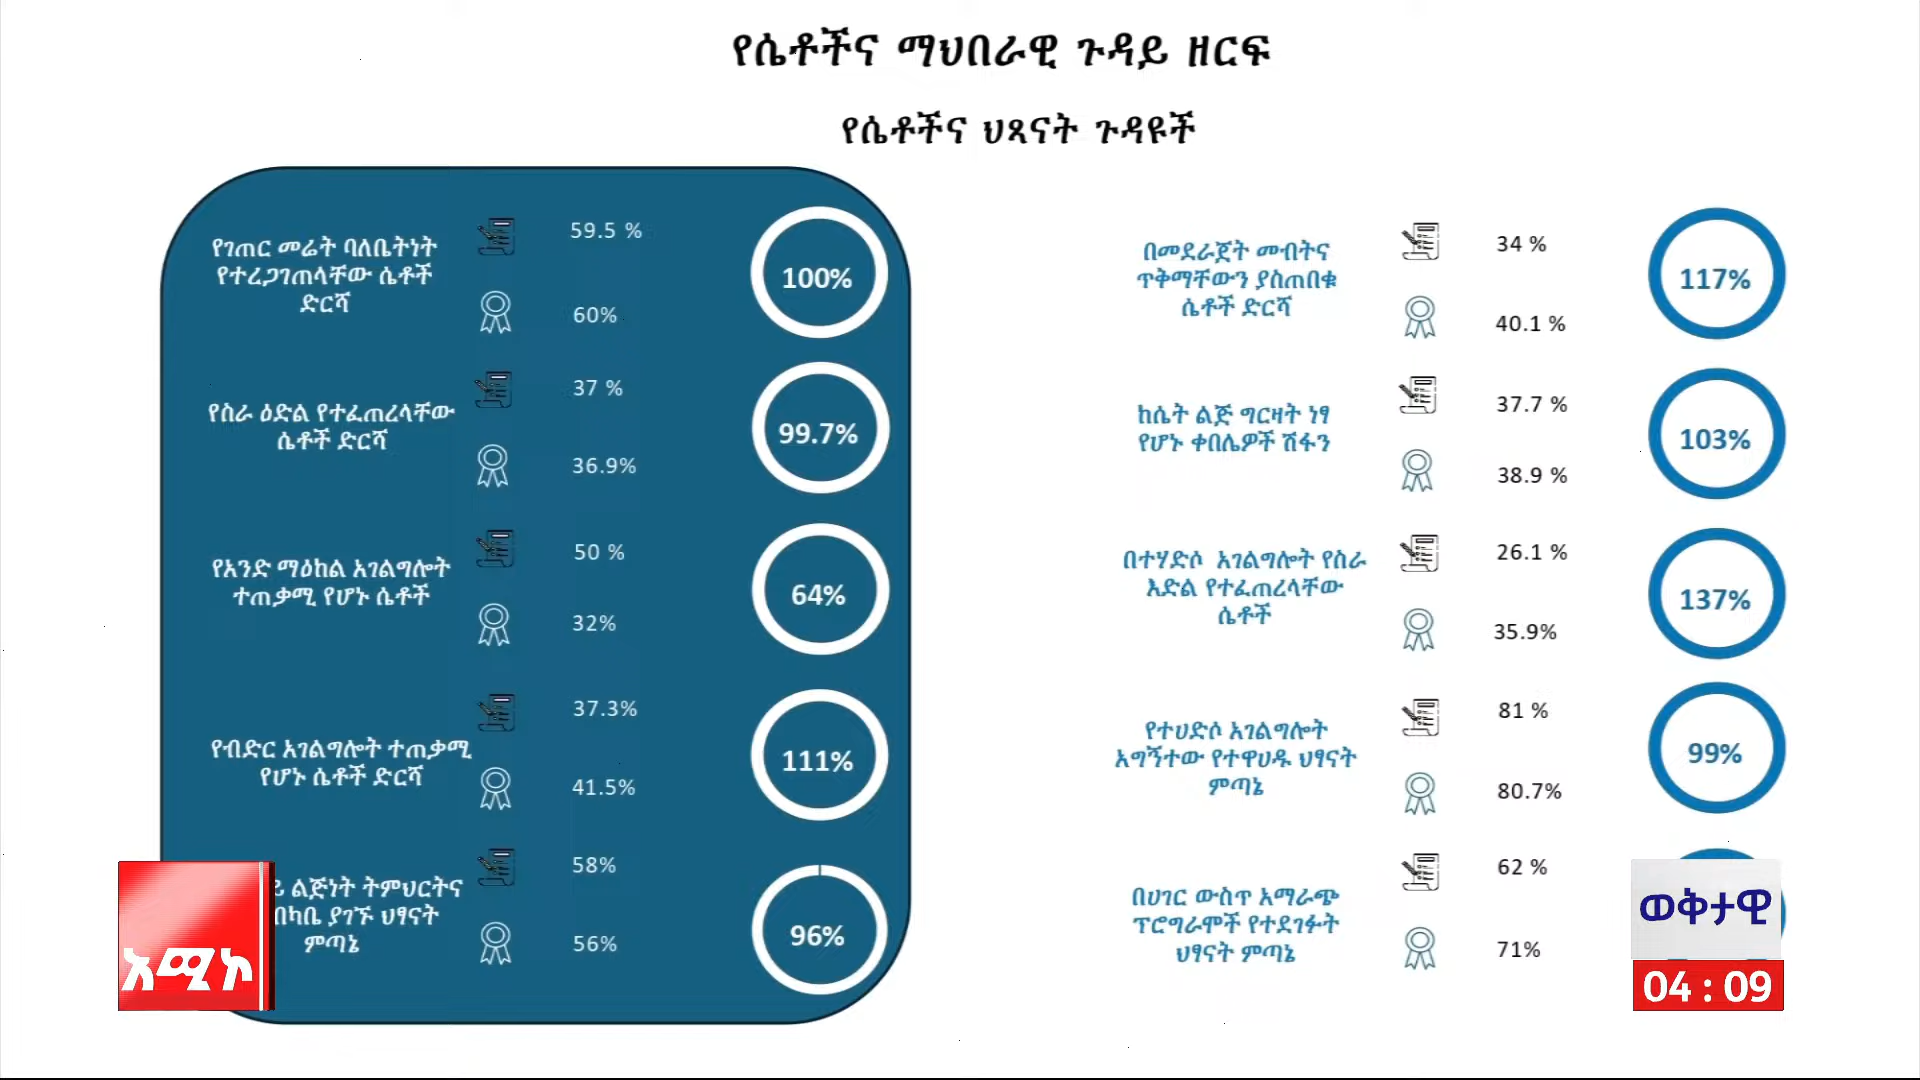 የሴቶችና ማህበራዊ ጉዳይ ዘርፍ
የሴቶችና ህጻናት ጉዳዩች
የገጠር መሬት ባለቤትነት
የተረጋገጠላቸው ሴቶች
ድርሻ
59.5 %
60%
100%
የስራ ዕድል የተፈጠረላቸው
ሴቶች ድርሻ
37 %
36.9%
99.7%
የአንድ ማዕከል አገልግሎት
ተጠቃሚ የሆኑ ሴቶች
50 %
32%
64%
የብድር አገልግሎት ተጠቃሚ
የሆኑ ሴቶች ድርሻ
37.3%
41.5%
111%
ልጅነት ትምህርትና
ያገኙ ህፃናት
ምጣኔ
58%
56%
96%
በመደራጀት መብትና
ጥቅማቸውን ያስጠበቁ
ሴቶች ድርሻ
34 %
40.1 %
117%
ከሴት ልጅ ግርዛት ነፃ
የሆኑ ቀበሌዎች ሽፋን
37.7 %
38.9 %
103%
በተሃድሶ አገልግሎት የስራ
እድል የተፈጠረላቸው
ሴቶች
26.1 %
35.9%
137%
የተሀድሶ አገልግሎት
አግኝተው የተዋሀዱ ህፃናት
ምጣኔ
81 %
80.7%
99%
በሀገር ውስጥ አማራጭ
ፕሮግራሞች የተደገፉት
ህፃናት ምጣኔ
62 %
71%
አሚኮ
ወቅታዊ
04 : 09